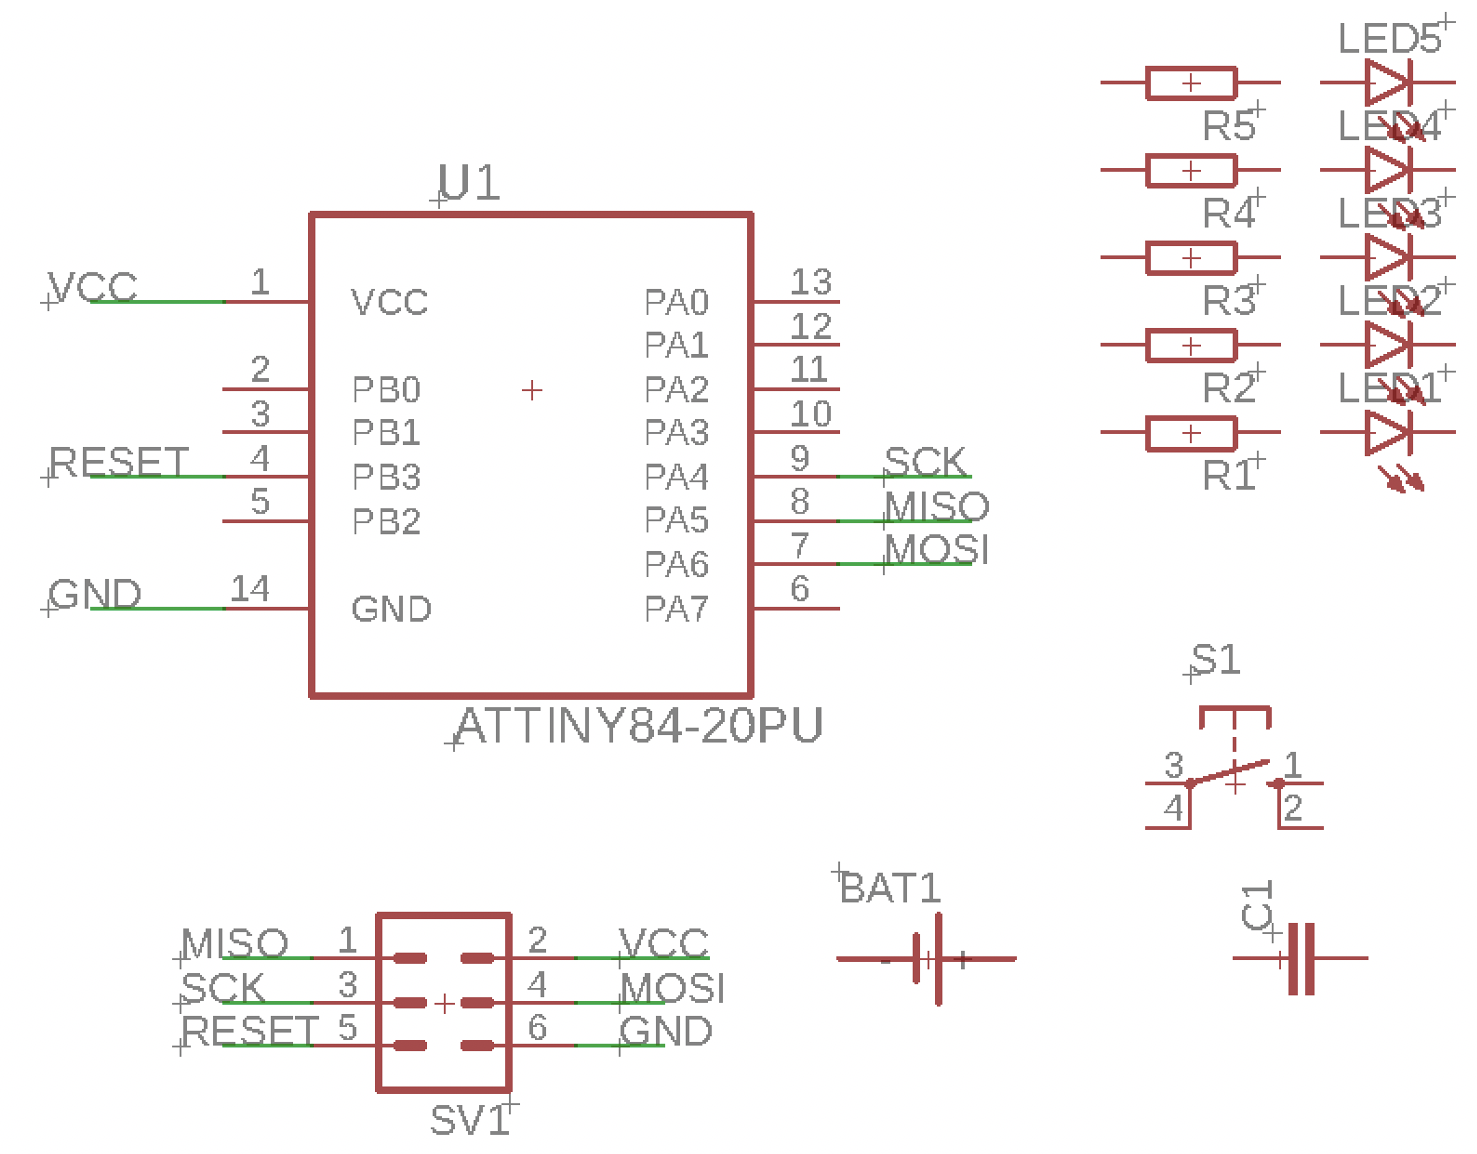 LED5
R5
LED4
R4
LED3
R3
LED2
R2
LED1
R1
U1
VCC 1 VCC PA0 13
PA1 12
2 PB0 PA2 11
3 PB1 PA3 10
RESET 4 PB3 PA4 9 SCK
5 PB2 PA5 8 MISO
PA6 7 MOSI
GND 14 GND PA7 6
ATTINY84-20PU
S1
3 1
4 2
BAT1
- +
C1
MISO 1 2 VCC
SCK 3 4 MOSI
RESET 5 6 GND
SV1